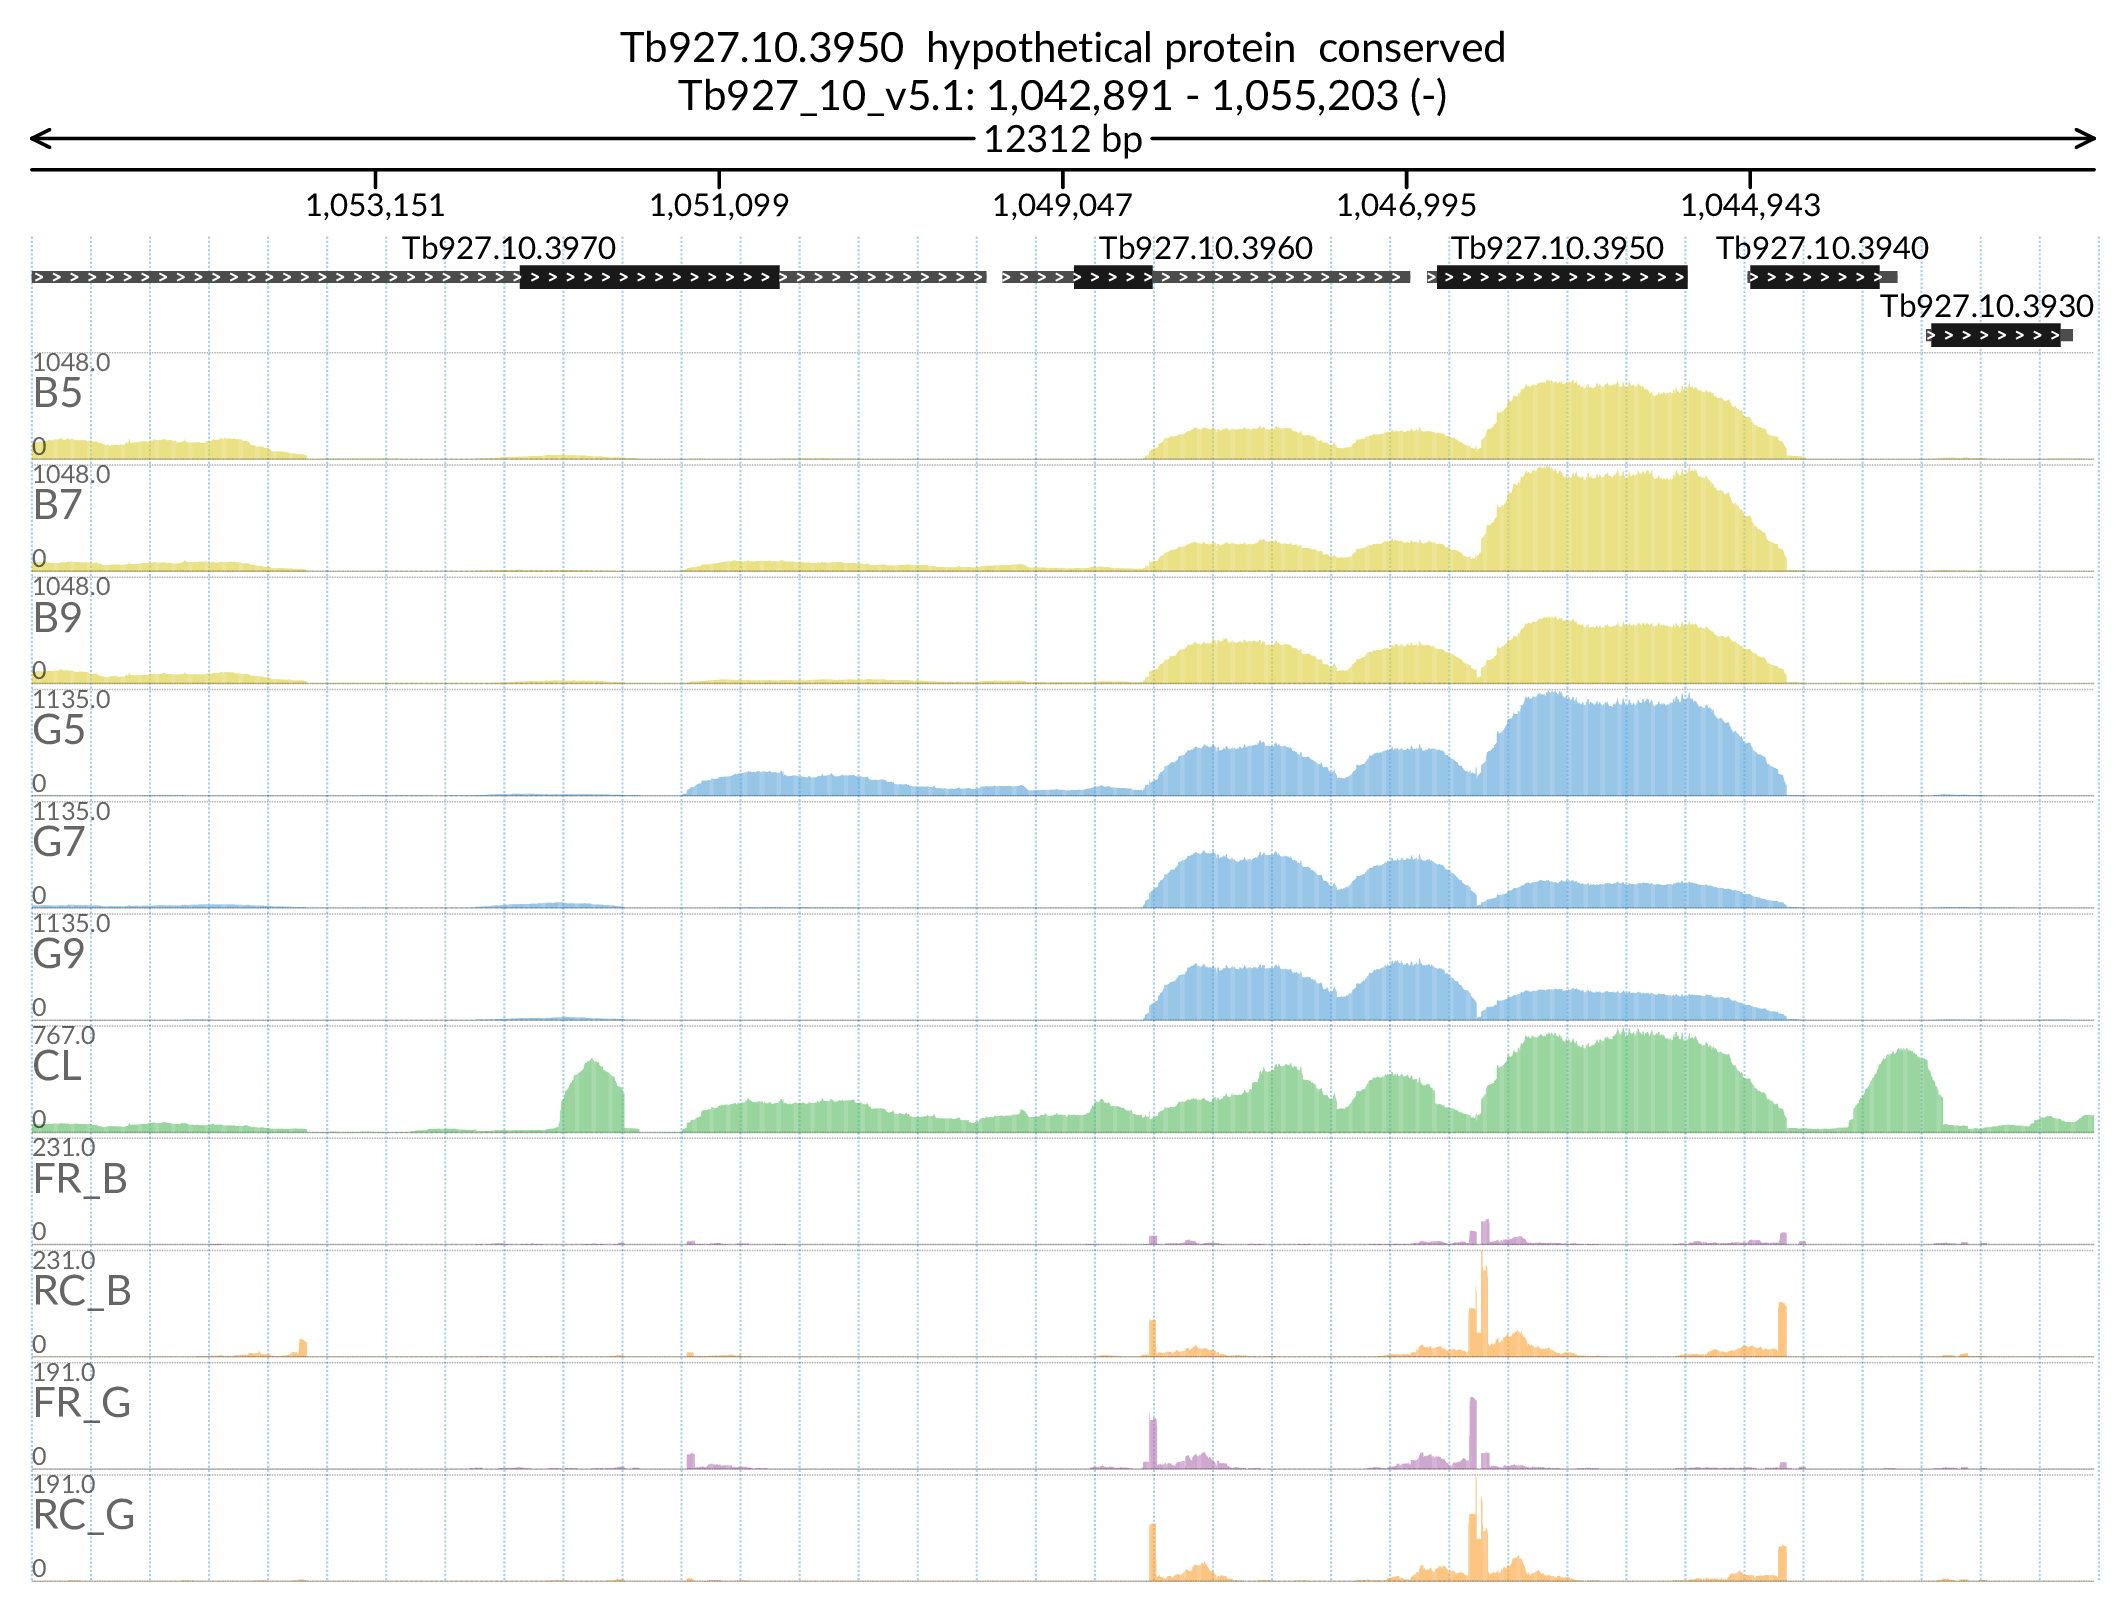 Tb927.10.3950  hypothetical protein  conserved
Tb927_10_v5.1: 1,042,891 - 1,055,203 (-)
12312 bp
1,053,151 1,051,099 1,049,047 1,046,995 1,044,943
Tb927.10.3970 Tb927.10.3960 Tb927.10.3950 Tb927.10.3940
Tb927.10.3930
1048.0
B5
0
1048.0
B7
0
1048.0
B9
0
1135.0
G5
0
1135.0
G7
0
1135.0
G9
0
767.0
CL
0
231.0
FR_B
0
231.0
RC_B
0
191.0
FR_G
0
191.0
RC_G
0